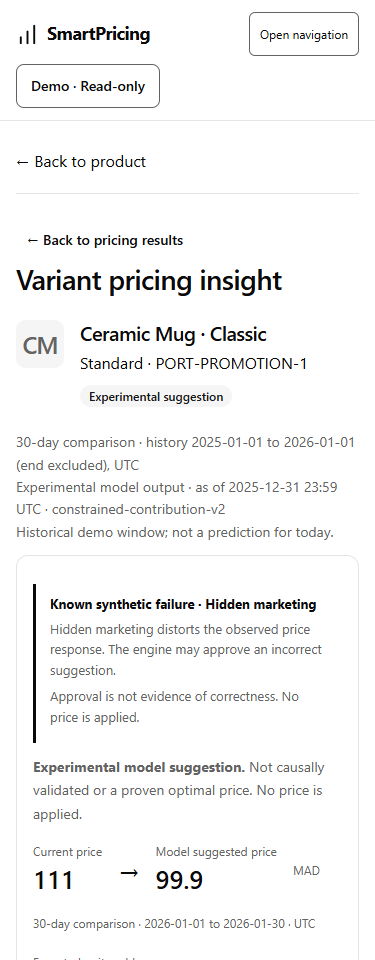 SmartPricing
Open navigation
Demo · Read-only
← Back to product
← Back to pricing results
Variant pricing insight
CM
Ceramic Mug · Classic
Standard · PORT-PROMOTION-1
Experimental suggestion
30-day comparison · history 2025-01-01 to 2026-01-01
(end excluded), UTC
Experimental model output · as of 2025-12-31 23:59
UTC · constrained-contribution-v2
Historical demo window; not a prediction for today.
Known synthetic failure · Hidden marketing
Hidden marketing distorts the observed price
response. The engine may approve an incorrect
suggestion.
Approval is not evidence of correctness. No
price is applied.
Experimental model suggestion. Not causally
validated or a proven optimal price. No price is
applied.
Current price
Model suggested price
111 → 99.9 MAD
30-day comparison · 2026-01-01 to 2026-01-30 · UTC